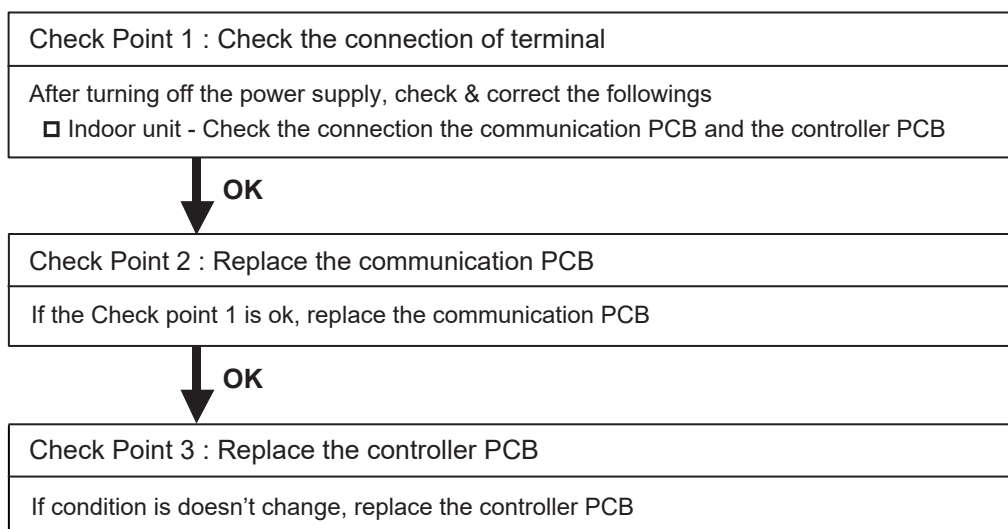 Check Point 1 : Check the connection of terminal
After turning off the power supply, check & correct the followings
Indoor unit - Check the connection the communication PCB and the controller PCB
OK
Check Point 2 : Replace the communication PCB
If the Check point 1 is ok, replace the communication PCB
OK
Check Point 3 : Replace the controller PCB
If condition is doesn’t change, replace the controller PCB